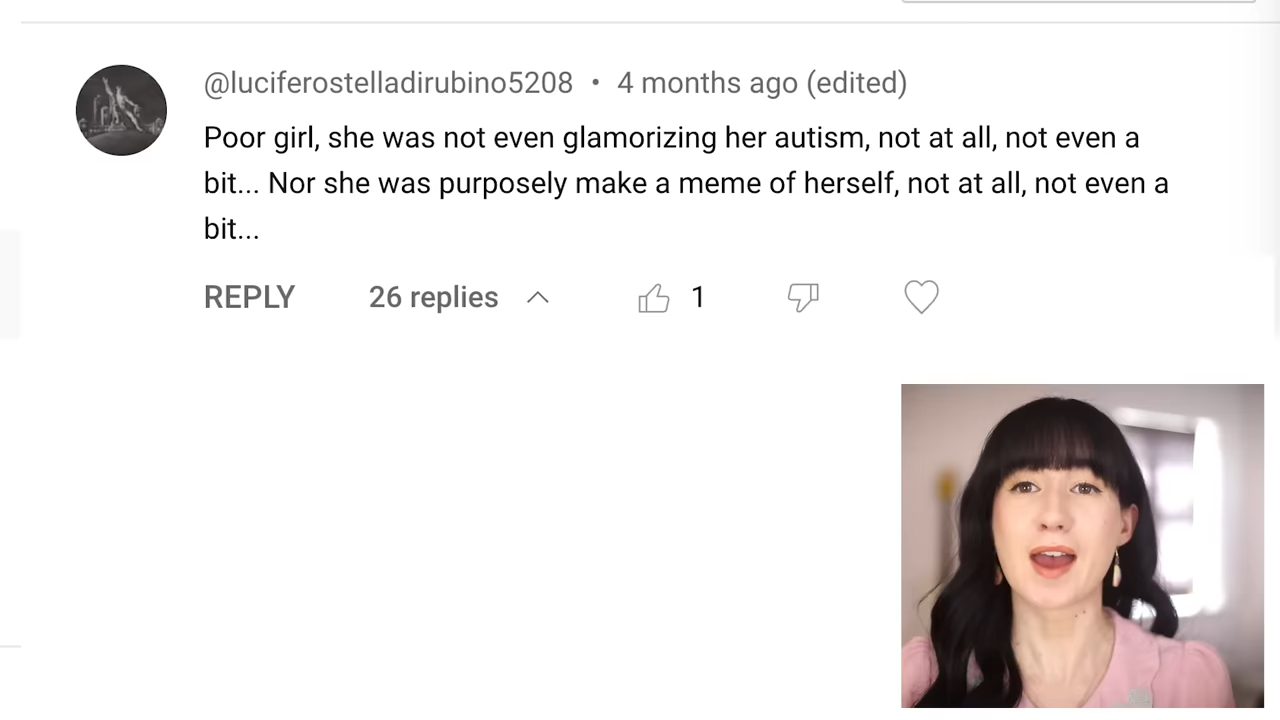 @luciferostelladirubino5208 • 4 months ago (edited)
Poor girl, she was not even glamorizing her autism, not at all, not even a
bit... Nor she was purposely make a meme of herself, not at all, not even a
bit...
REPLY 26 replies 1